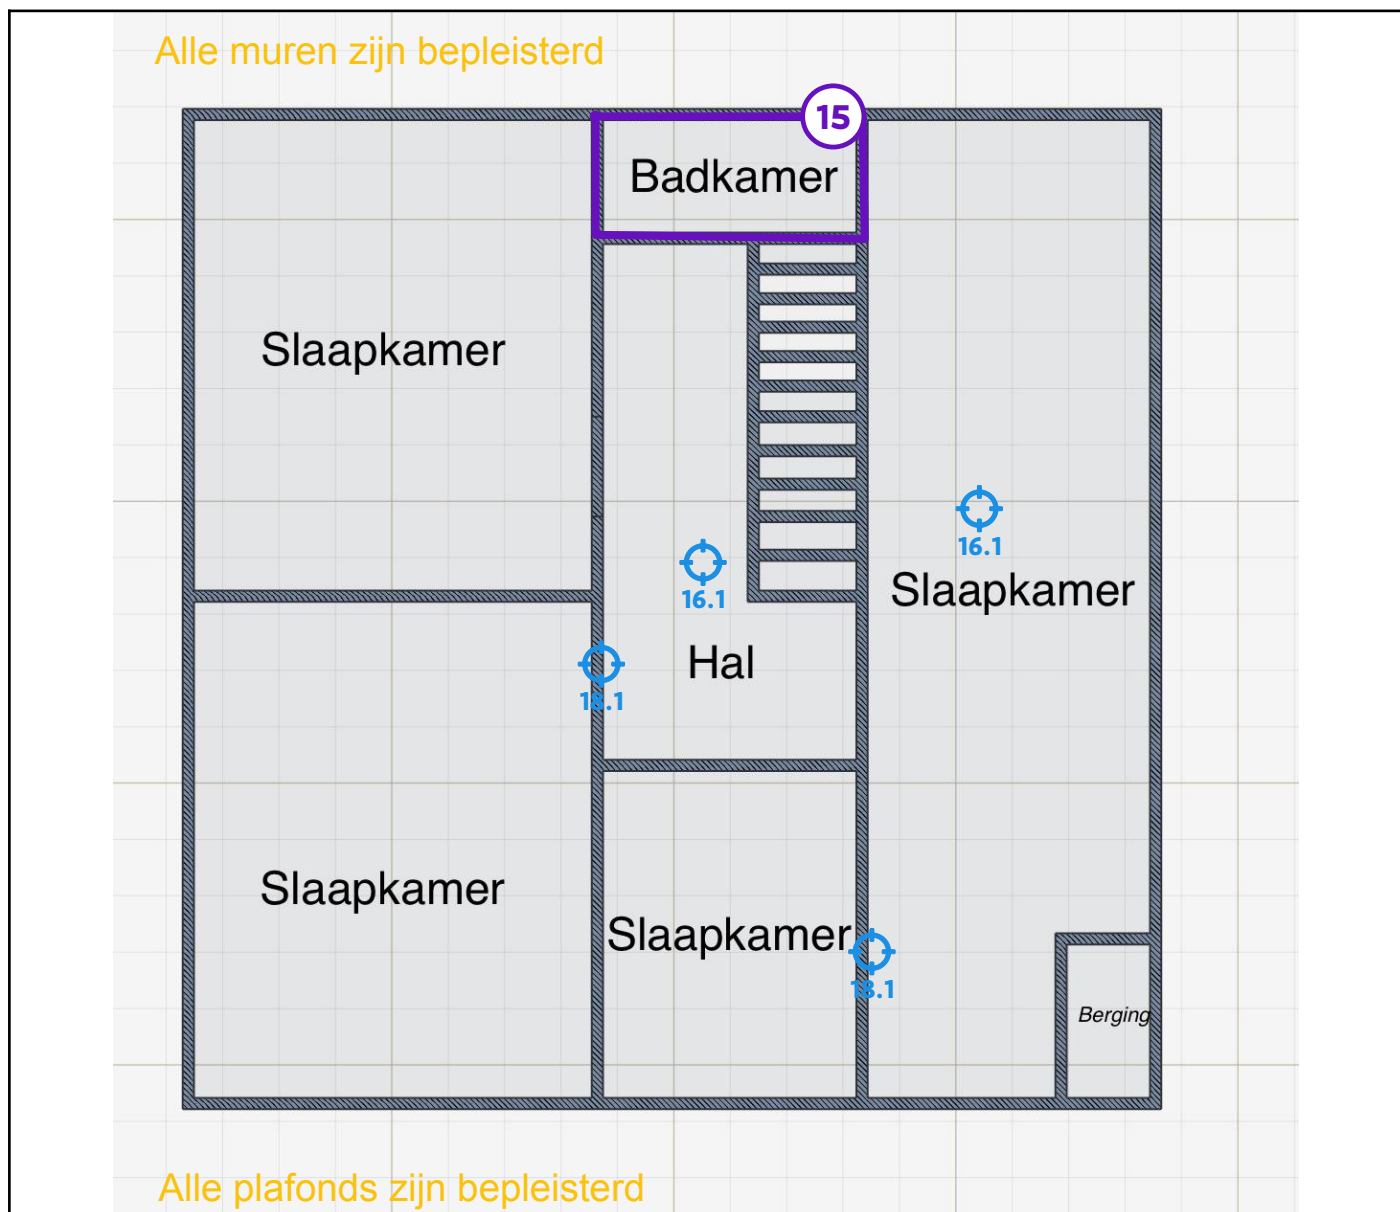 Alle muren zijn bepleisterd
15
Badkamer
Slaapkamer
16.1
16.1
Slaapkamer
Hal
18.1
Slaapkamer
Slaapkamer
18.1
Berging
Alle plafonds zijn bepleisterd